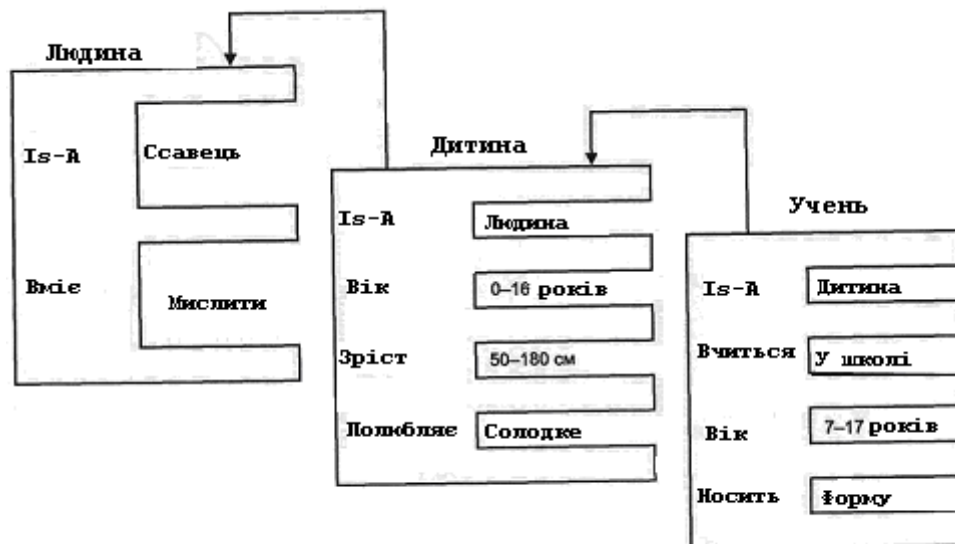 Людина
Is-A Ссавець
Вміє Мислити
Дитина
Is-A Людина
Вік 0–16 років
Зріст 50–180 см
Полюбляє Солодке
Учень
Is-A Дитина
Вчиться У школі
Вік 7–17 років
Носить Форму